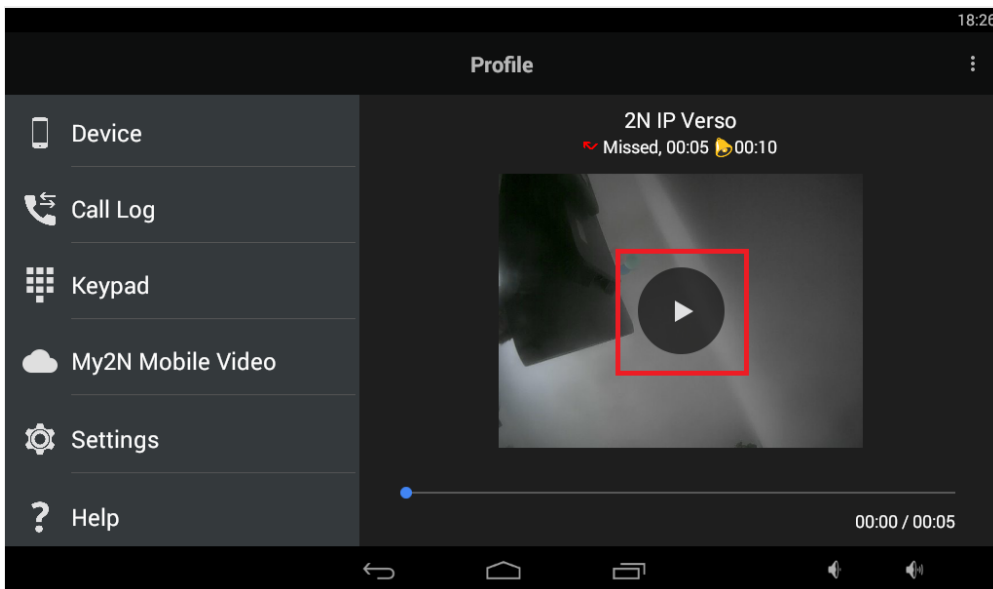 18:26
Profile
Device
Call Log
Keypad
My2N Mobile Video
Settings
? Help
2N IP Verso
Missed, 00:05 00:10
00:00 / 00:05